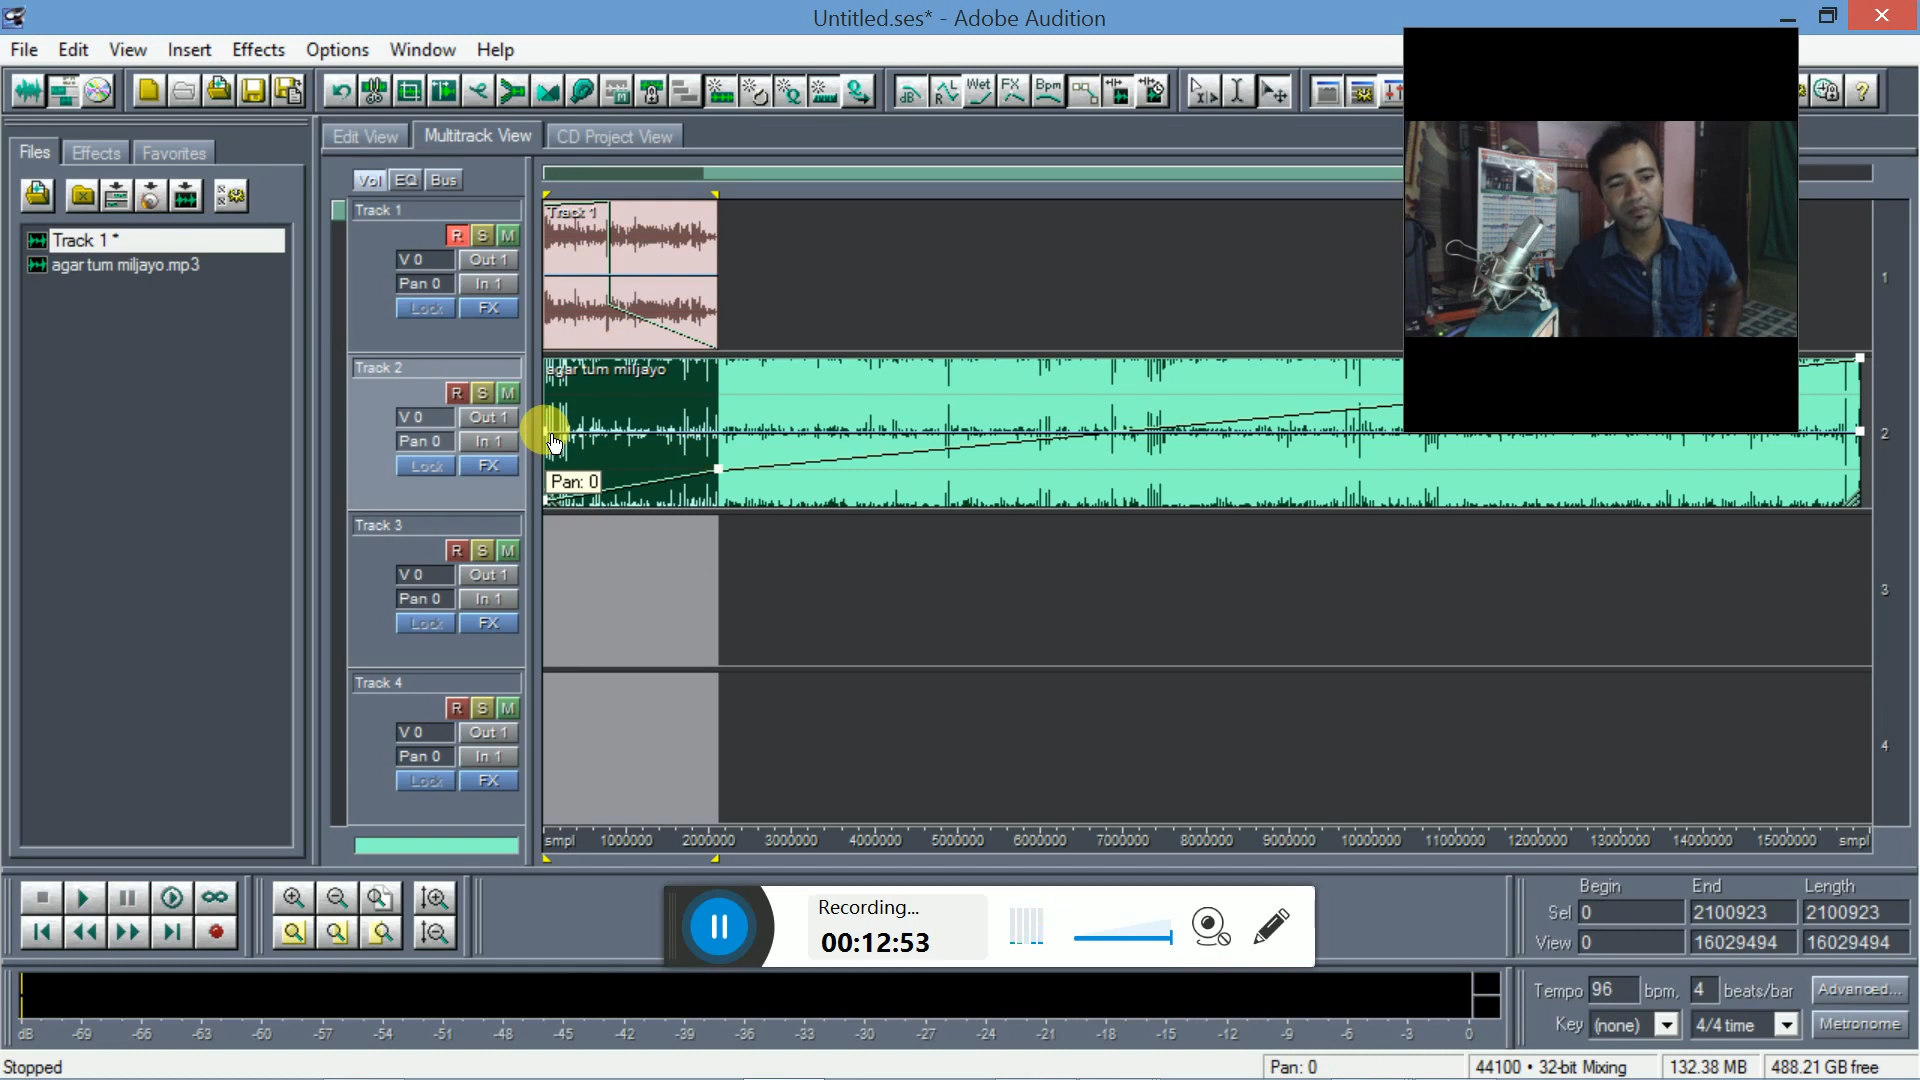 Untitled.ses* - Adobe Audition
File Edit View Insert Effects Options Window Help
Wet FX Bpm
dB R L
Files Effects Favorites
Edit View Multitrack View CD Project View
Vol EQ Bus
Track 1*
agar tum miljayo.mp3
Track 1
R S M
V 0 Out 1
Pan 0 In 1
Lock FX
Track 1
1
Track 2
R S M
V 0 Out 1
Pan 0 In 1
Lock FX
agar tum miljayo
Pan: 0
2
Track 3
R S M
V 0 Out 1
Pan 0 In 1
Lock FX
3
Track 4
R S M
V 0 Out 1
Pan 0 In 1
Lock FX
4
smpl 1000000 2000000 3000000 4000000 5000000 6000000 7000000 8000000 9000000 10000000 11000000 12000000 13000000 14000000 15000000 smpl
Recording...
00:12:53
Begin End Length
Sel 0 2100923 2100923
View 0 16029494 16029494
Tempo 96 bpm, 4 beats/bar Advanced...
Key (none) 4/4 time Metronome
dB -69 -66 -63 -60 -57 -54 -51 -48 -45 -42 -39 -36 -33 -30 -27 -24 -21 -18 -15 -12 -9 -6 -3 0
Stopped
Pan: 0 44100 • 32-bit Mixing 132.38 MB 488.21 GB free